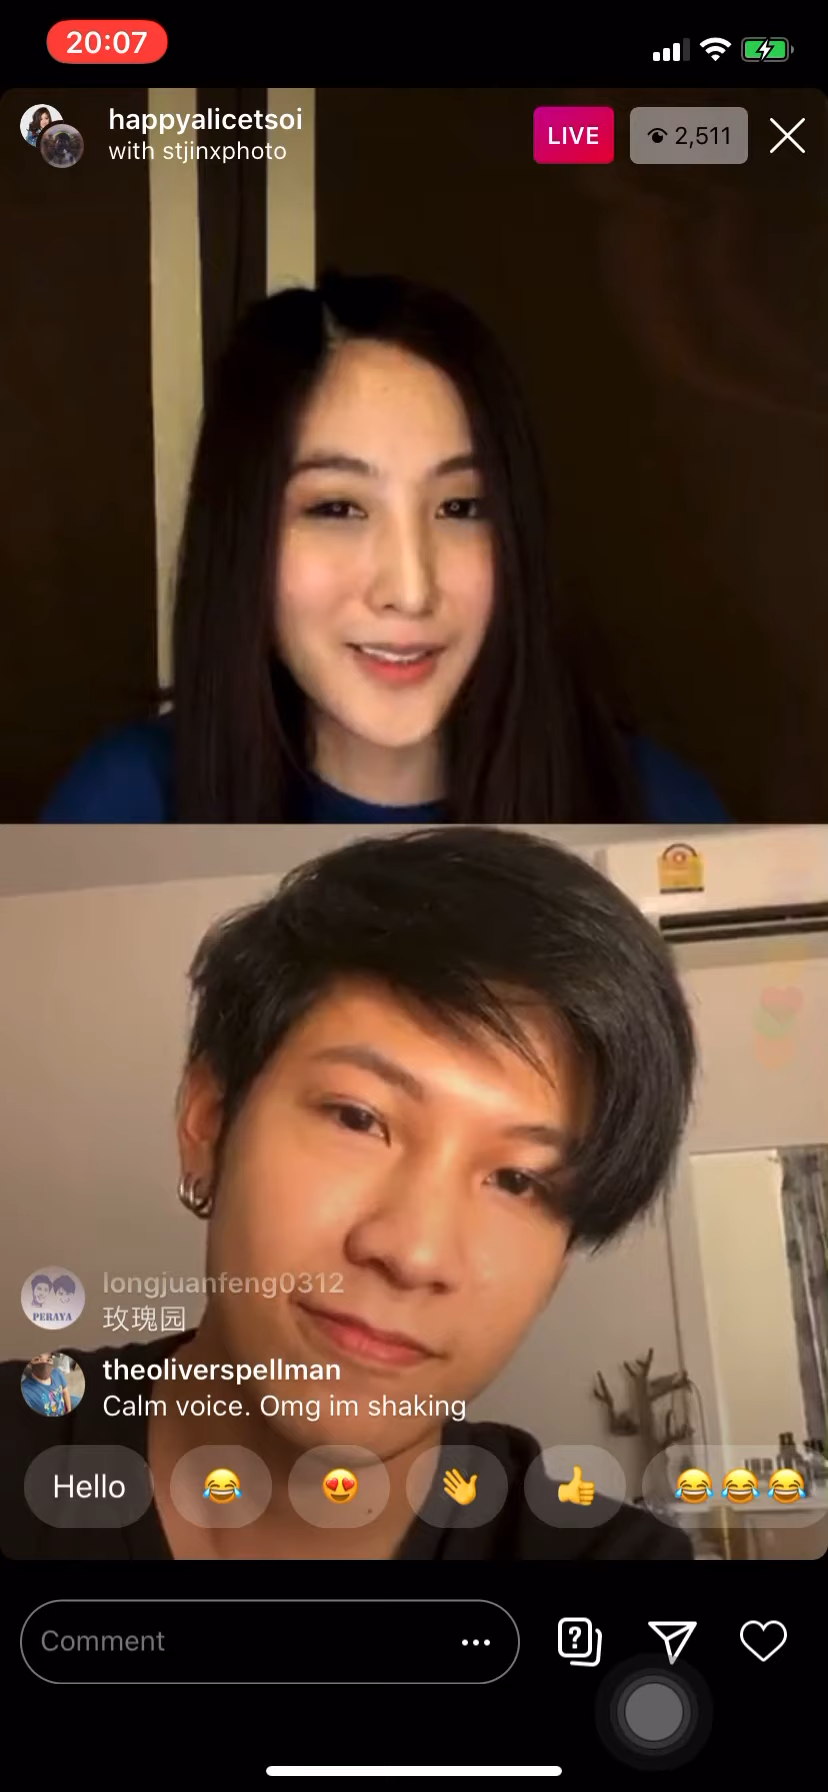 20:07
happyalicetsoi
with stjinxphoto
LIVE
2,511
longjuanfeng0312
PERAYA
玫瑰园
theoliverspellman
Calm voice. Omg im shaking
Hello
Comment